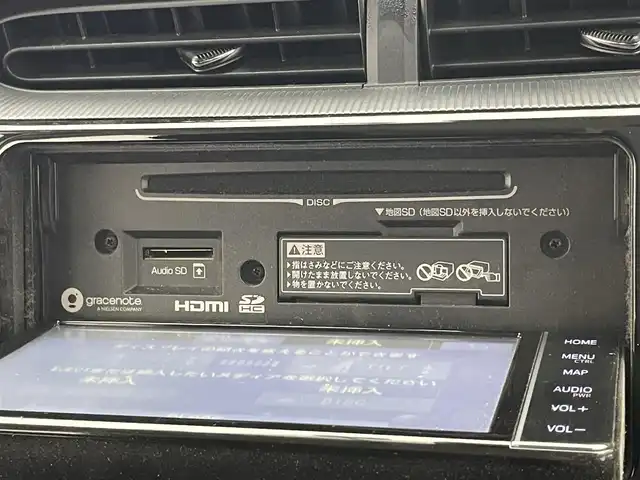 DISC
▼地図SD(地図SD以外を挿入しないでください)
注意
▶指はさみなどにご注意ください。
▶開けたまま放置しないでください。
▶物を置かないでください。
Audio SD
gracenote.
A NIELSEN COMPANY
HDMI
SD
HC
HOME
MENU
CTRL
MAP
AUDIO
PWR
VOL+
VOL−
未挿入
未挿入
未挿入